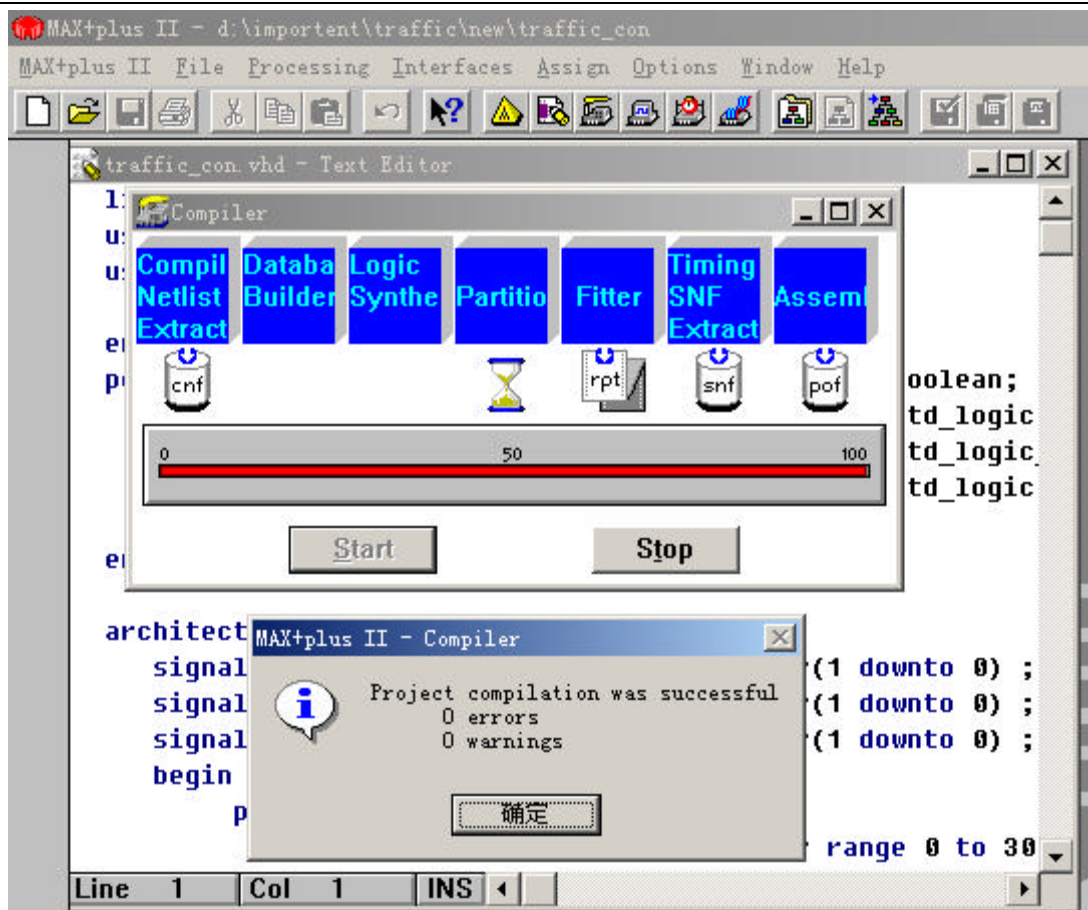 MAX+plus II - d:\importent\traffic\new\traffic_con
MAX+plus II File Processing Interfaces Assign Options Window Help
traffic_con.vhd - Text Editor
Compiler
Compil
Netlist
Extract
Databa
Builder
Logic
Synthe
Partitio
Fitter
Timing
SNF
Extract
Assem
cnf
rpt
snf
pof
oolean;
td_logic
td_logic_
td_logic
0 50 100
Start
Stop
architect
signal
(1 downto 0) ;
signal
(1 downto 0) ;
signal
(1 downto 0) ;
begin
p
range 0 to 30
MAX+plus II - Compiler
Project compilation was successful
0 errors
0 warnings
确定
Line 1 Col 1 INS